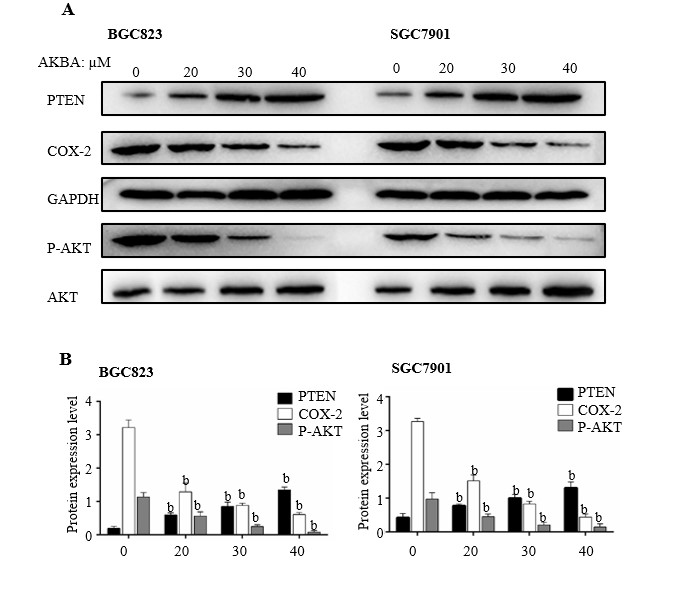 A
BGC823 SGC7901
AKBA: µM 0 20 30 40 0 20 30 40
PTEN
COX-2
GAPDH
P-AKT
AKT
B
BGC823
Protein expression level
4
3
2
1
0
PTEN
COX-2
P-AKT
b b b b b b b b b
0 20 30 40
SGC7901
Protein expression level
4
3
2
1
0
PTEN
COX-2
P-AKT
b b b b b b b b b
0 20 30 40